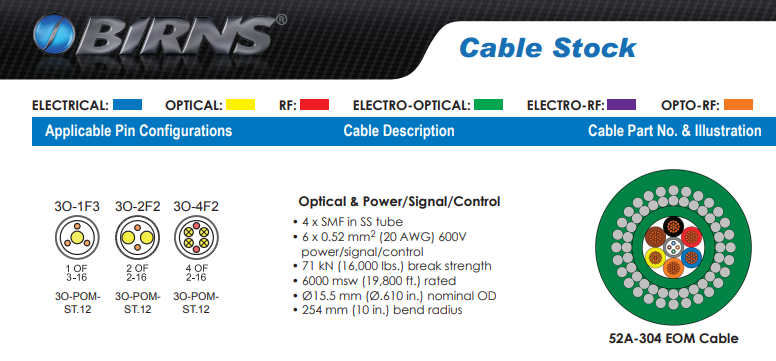 BIRNS®
Cable Stock
ELECTRICAL: OPTICAL: RF: ELECTRO-OPTICAL: ELECTRO-RF: OPTO-RF:
Applicable Pin Configurations Cable Description Cable Part No. & Illustration
3O-1F3 3O-2F2 3O-4F2
1 OF 2 OF 4 OF
3-16 2-16 2-16
3O-POM- 3O-POM- 3O-POM-
ST.12 ST.12 ST.12
Optical & Power/Signal/Control
• 4 x SMF in SS tube
• 6 x 0.52 mm² (20 AWG) 600V
power/signal/control
• 71 kN (16,000 lbs.) break strength
• 6000 msw (19,800 ft.) rated
• Ø15.5 mm (Ø.610 in.) nominal OD
• 254 mm (10 in.) bend radius
52A-304 EOM Cable